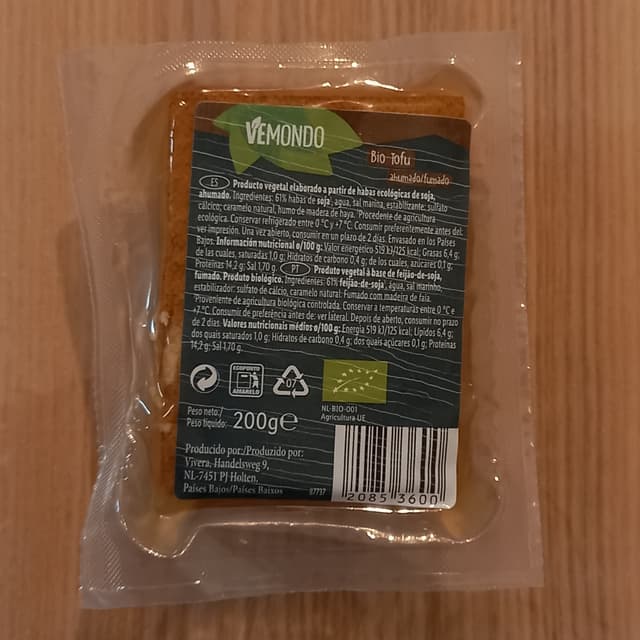 VEMONDO
Bio Tofu
ahumado/fumado
ES Producto vegetal elaborado a partir de habas ecológicas de soja,
ahumado. Ingredientes: 61% habas de soja*, agua, sal marina, estabilizante: sulfato
cálcico; caramelo natural, humo de madera de haya. *Procedente de agricultura
ecológica. Conservar refrigerado entre 0 °C y +7 °C. Consumir preferentemente antes del:
ver impresión. Una vez abierto, consumir en un plazo de 2 días. Envasado en los Países
Bajos. Información nutricional ø/100 g: Valor energético 519 kJ/125 kcal; Grasas 6,4 g;
de las cuales, saturadas 1,0 g; Hidratos de carbono 0,4 g; de los cuales, azúcares 0,1 g;
Proteínas 14,2 g; Sal 1,70 g. PT Produto vegetal à base de feijão-de-soja,
fumado. Produto biológico. Ingredientes: 61% feijão-de-soja*, água, sal marinho,
estabilizador: sulfato de cálcio, caramelo natural. Fumado com madeira de faia.
*Proveniente de agricultura biológica controlada. Conservar a temperaturas entre 0 °C e
+7 °C. Consumir de preferência antes de: ver lateral. Depois de aberto, consumir no prazo
de 2 dias. Valores nutricionais médios ø/100 g: Energia 519 kJ/125 kcal; Lípidos 6,4 g;
dos quais saturados 1,0 g; Hidratos de carbono 0,4 g; dos quais açúcares 0,1 g; Proteínas
14,2 g; Sal 1,70 g.
ECOPONTO
AMARELO
07
NL-BIO-001
Agricultura UE
Peso neto:/
Peso líquido: 200g℮
Producido por:/Produzido por:
Vivera, Handelsweg 9,
NL-7451 PJ Holten,
Países Bajos/Países Baixos
87737
2085 3600